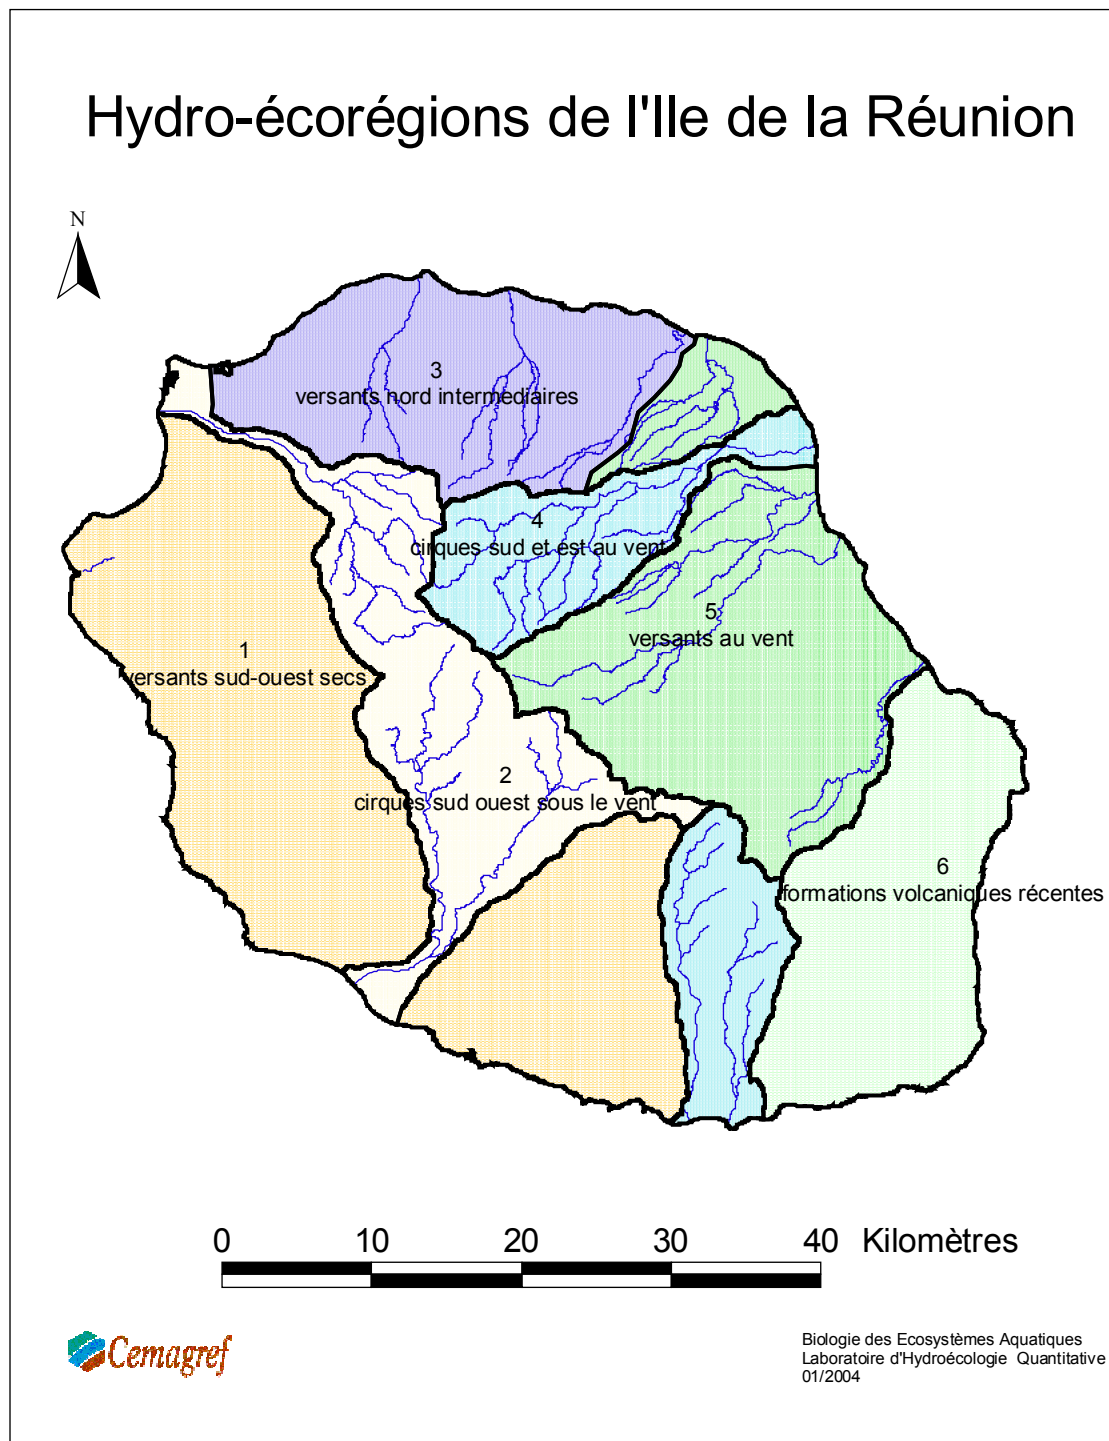 Hydro-écorégions de l'Ile de la Réunion
N
3
versants nord intermédiaires
4
cirques sud et est au vent
5
versants au vent
1
versants sud-ouest secs
2
cirques sud ouest sous le vent
6
formations volcaniques récentes
0 10 20 30 40 Kilomètres
Cemagref
Biologie des Ecosystèmes Aquatiques
Laboratoire d'Hydroécologie Quantitative
01/2004